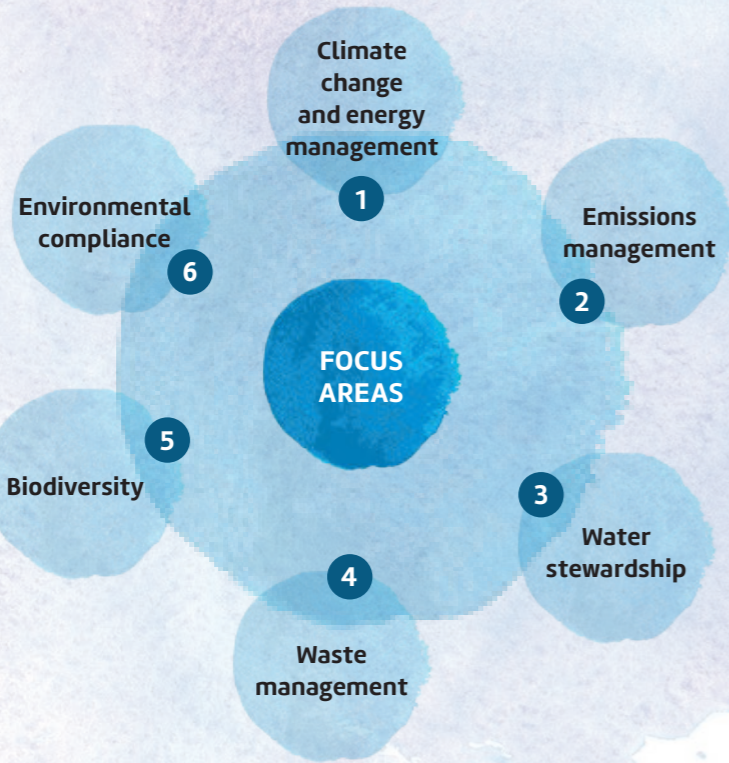 Climate
change
and energy
management
1
Emissions
management
2
3
Water
stewardship
4
Waste
management
5
Biodiversity
Environmental
compliance
6
FOCUS
AREAS